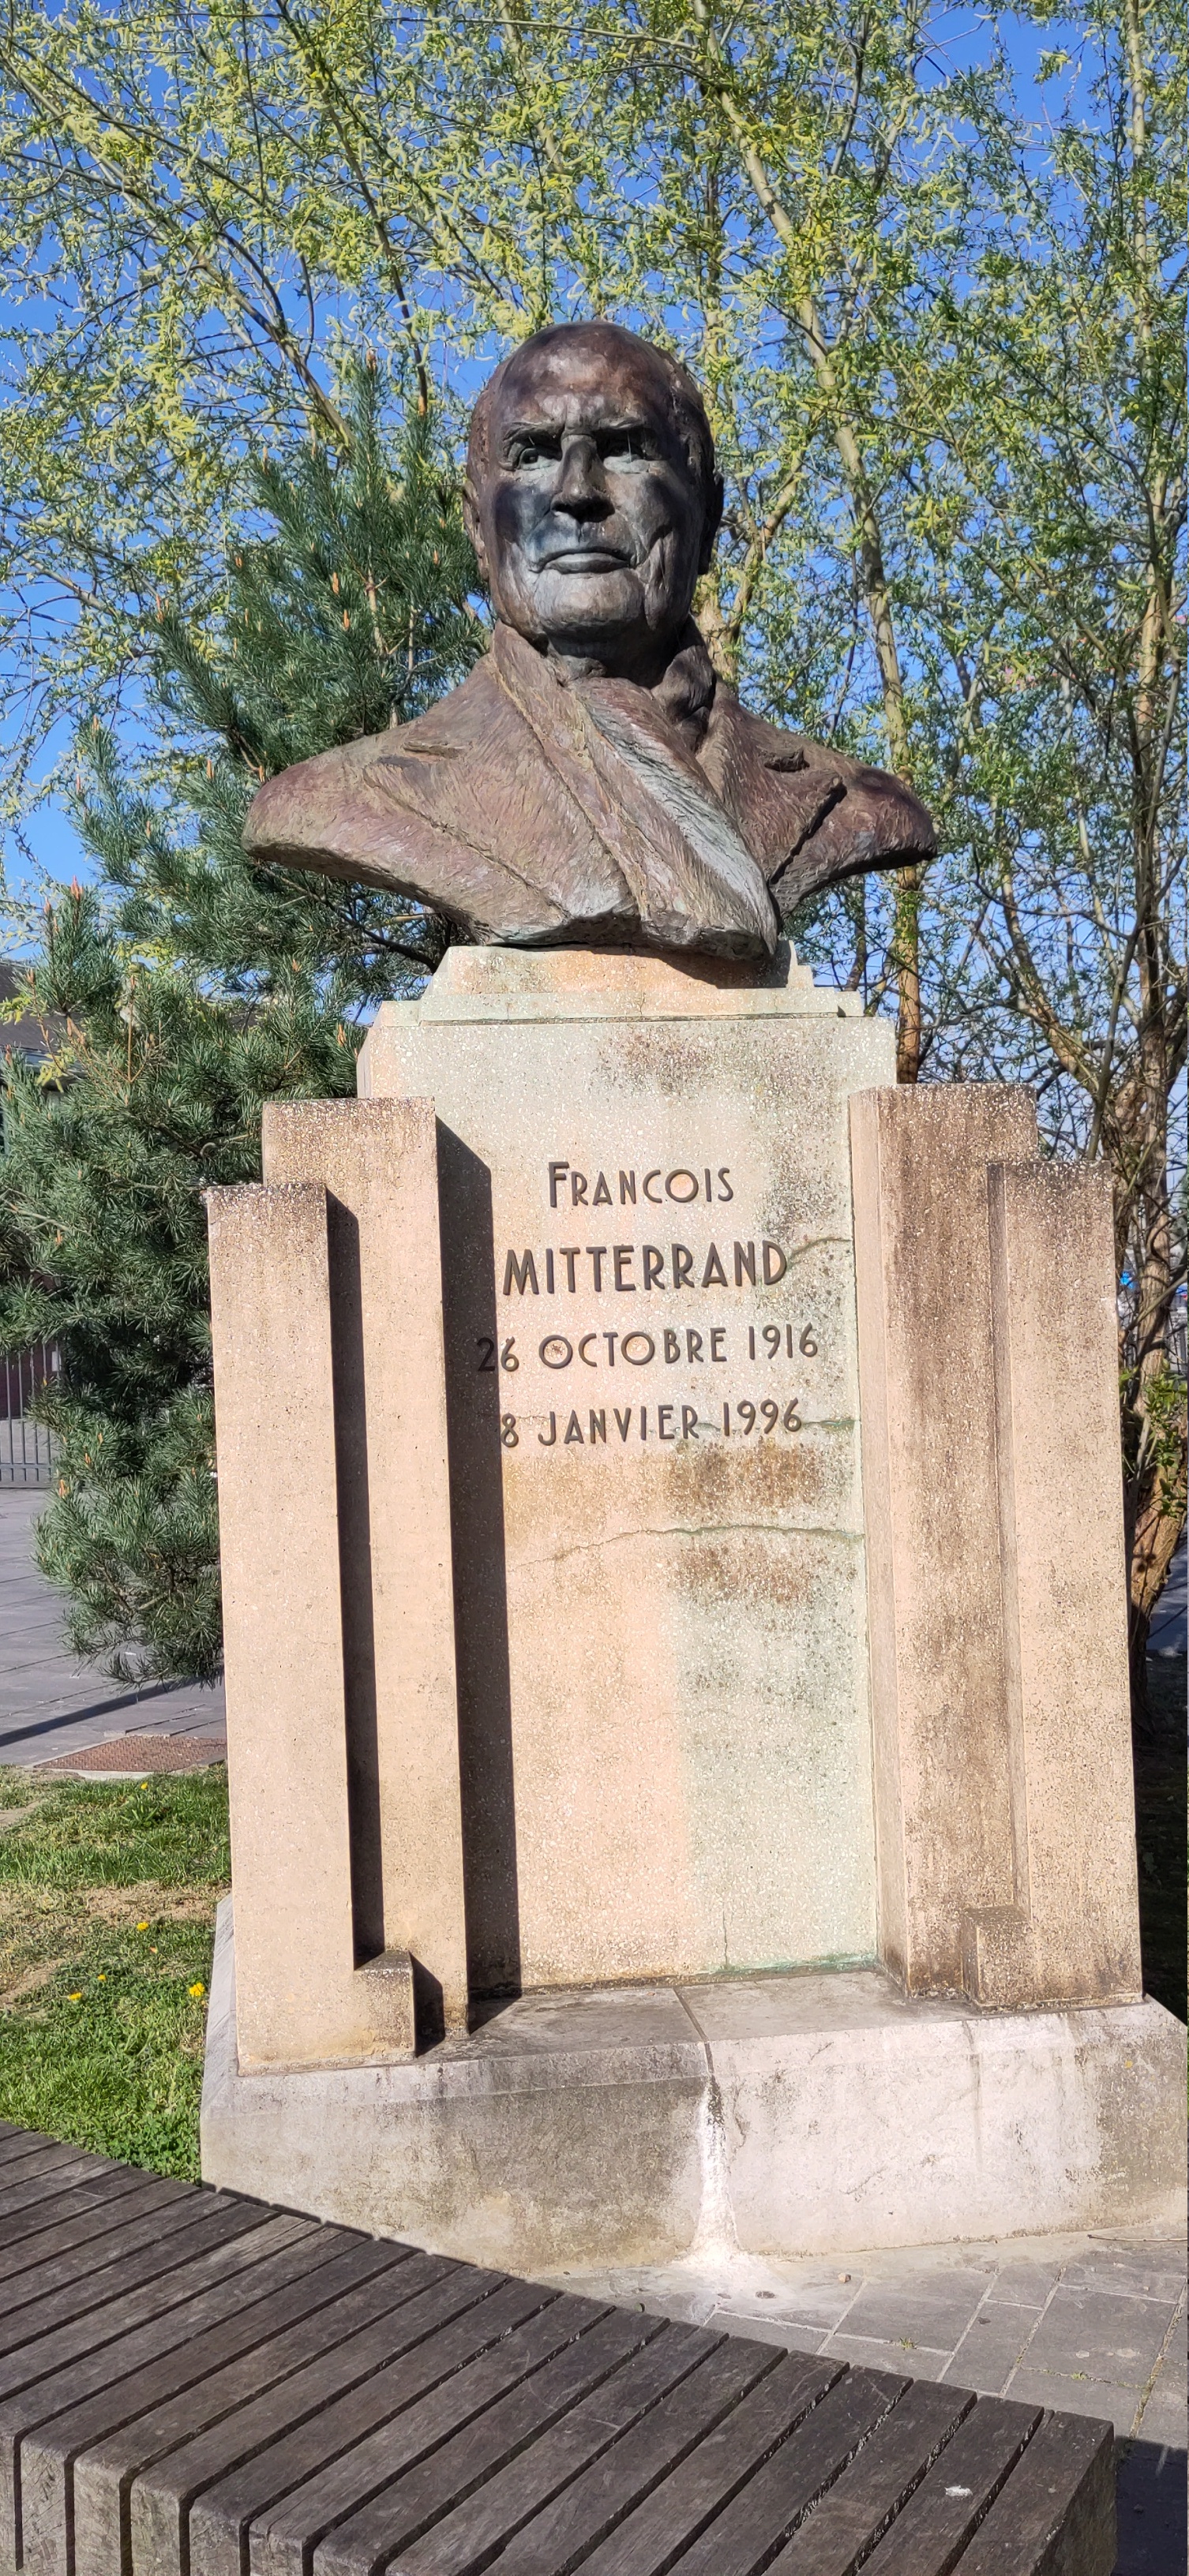 FRANCOIS
MITTERRAND
26 OCTOBRE 1916
8 JANVIER 1996